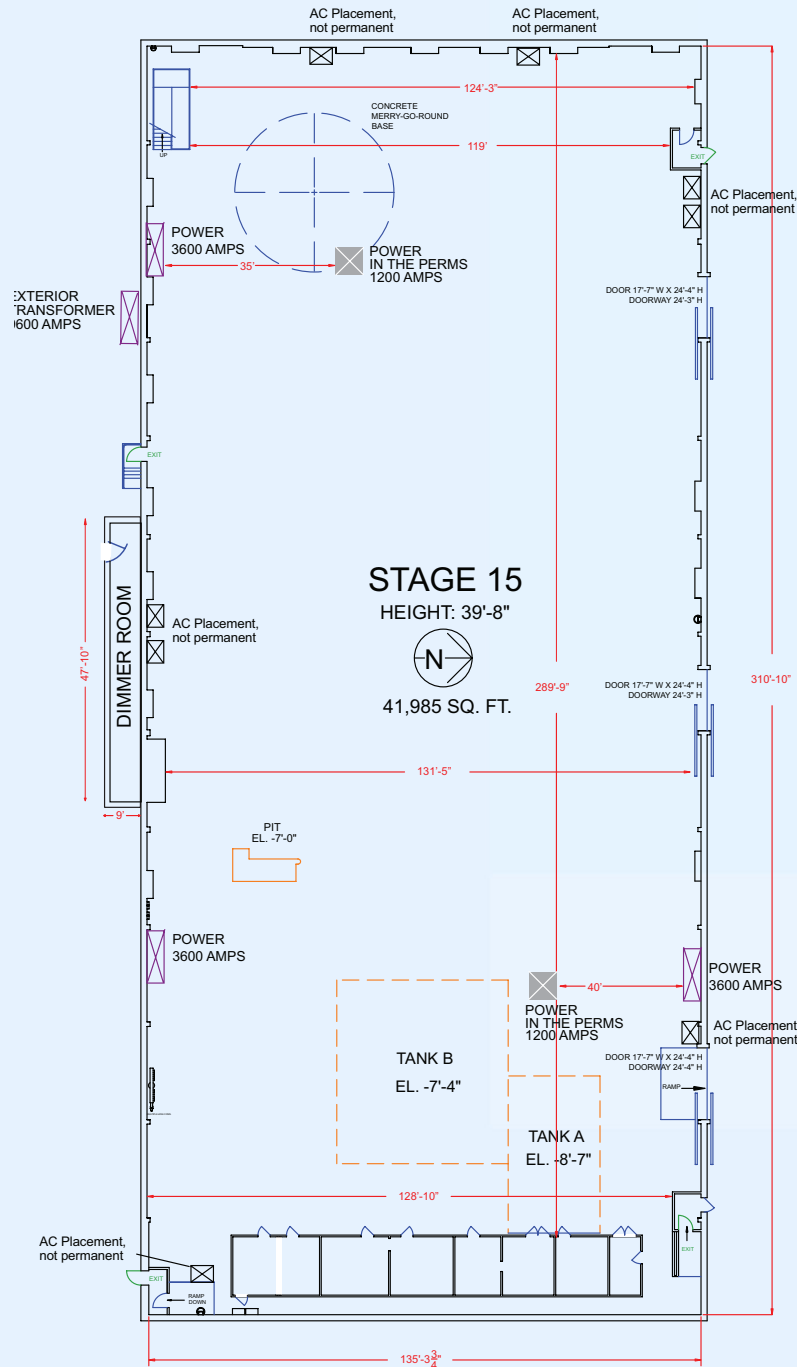 AC Placement,
not permanent
AC Placement,
not permanent
124'-3"
CONCRETE
MERRY-GO-ROUND
BASE
119'
EXIT
UP
AC Placement,
not permanent
POWER
3600 AMPS
POWER
IN THE PERMS
1200 AMPS
35'
DOOR 17'-7" W X 24'-4" H
DOORWAY 24'-3" H
EXTERIOR
TRANSFORMER
9600 AMPS
EXIT
STAGE 15
HEIGHT: 39'-8"
N
41,985 SQ. FT.
DIMMER ROOM
47'-10"
9'
AC Placement,
not permanent
289'-9"
DOOR 17'-7" W X 24'-4" H
DOORWAY 24'-3" H
310'-10"
131'-5"
PIT
EL. -7'-0"
POWER
3600 AMPS
40'
POWER
IN THE PERMS
1200 AMPS
POWER
3600 AMPS
AC Placement,
not permanent
DOOR 17'-7" W X 24'-4" H
DOORWAY 24'-4" H
RAMP
TANK B
EL. -7'-4"
TANK A
EL. -8'-7"
128'-10"
AC Placement,
not permanent
EXIT
EXIT
RAMP
DOWN
135'-3 3/4"